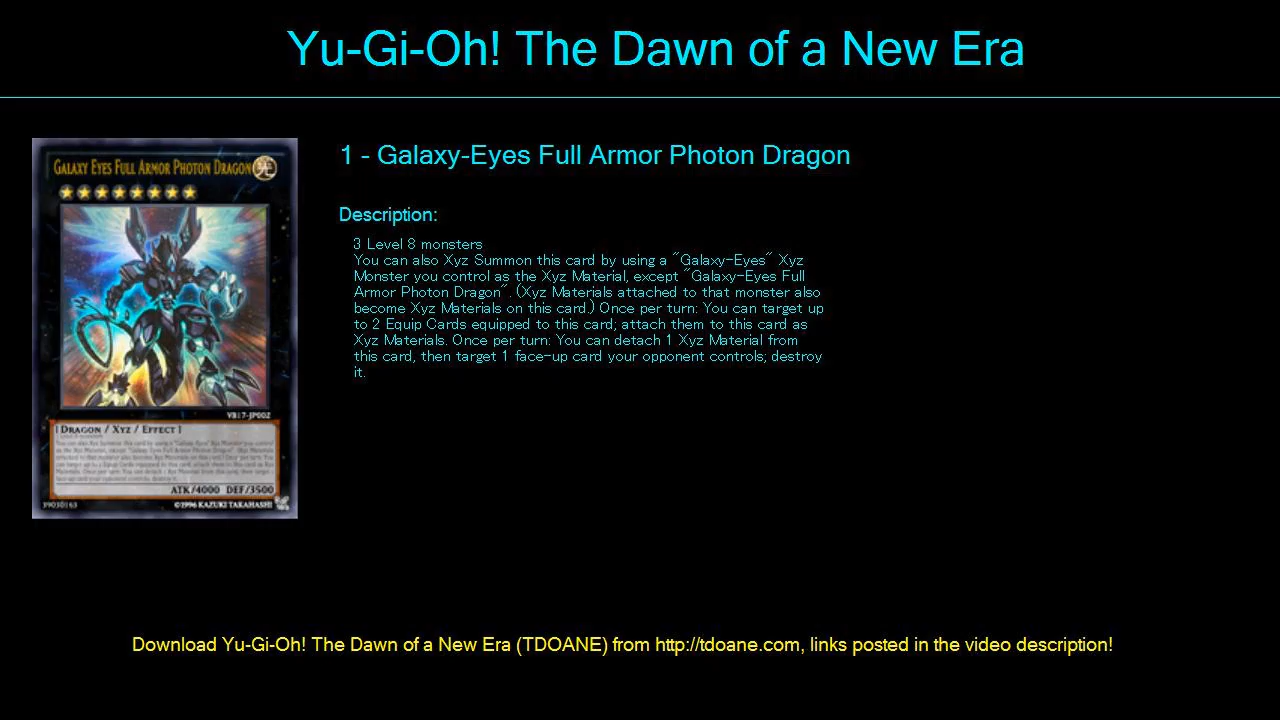 Yu-Gi-Oh! The Dawn of a New Era
GALAXY EYES FULL ARMOR PHOTON DRAGON
光
VB17-JP002
[ DRAGON / XYZ / EFFECT ]
ATK/4000 DEF/3500
39030163
©1996 KAZUKI TAKAHASHI
1 - Galaxy-Eyes Full Armor Photon Dragon
Description:
3 Level 8 monsters
You can also Xyz Summon this card by using a "Galaxy-Eyes" Xyz
Monster you control as the Xyz Material, except "Galaxy-Eyes Full
Armor Photon Dragon". (Xyz Materials attached to that monster also
become Xyz Materials on this card.) Once per turn: You can target up
to 2 Equip Cards equipped to this card; attach them to this card as
Xyz Materials. Once per turn: You can detach 1 Xyz Material from
this card, then target 1 face-up card your opponent controls; destroy
it.
Download Yu-Gi-Oh! The Dawn of a New Era (TDOANE) from http://tdoane.com, links posted in the video description!